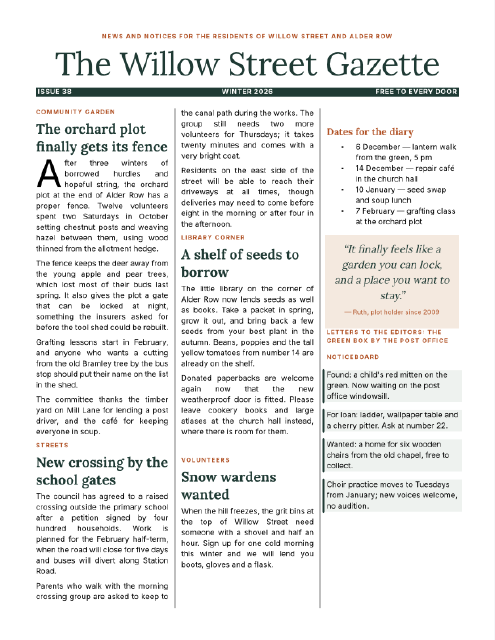 NEWS AND NOTICES FOR THE RESIDENTS OF WILLOW STREET AND ALDER ROW
The Willow Street Gazette
ISSUE 38 WINTER 2026 FREE TO EVERY DOOR
COMMUNITY GARDEN
The orchard plot
finally gets its fence
After three winters of
borrowed hurdles and
hopeful string, the orchard
plot at the end of Alder Row has a
proper fence. Twelve volunteers
spent two Saturdays in October
setting chestnut posts and weaving
hazel between them, using wood
thinned from the allotment hedge.
The fence keeps the deer away from
the young apple and pear trees,
which lost most of their buds last
spring. It also gives the plot a gate
that can be locked at night,
something the insurers asked for
before the tool shed could be rebuilt.
Grafting lessons start in February,
and anyone who wants a cutting
from the old Bramley tree by the bus
stop should put their name on the list
in the shed.
The committee thanks the timber
yard on Mill Lane for lending a post
driver, and the café for keeping
everyone in soup.
STREETS
New crossing by the
school gates
The council has agreed to a raised
crossing outside the primary school
after a petition signed by four
hundred households. Work is
planned for the February half-term,
when the road will close for five days
and buses will divert along Station
Road.
Parents who walk with the morning
crossing group are asked to keep to
the canal path during the works. The
group still needs two more
volunteers for Thursdays; it takes
twenty minutes and comes with a
very bright coat.
Residents on the east side of the
street will be able to reach their
driveways at all times, though
deliveries may need to come before
eight in the morning or after four in
the afternoon.
LIBRARY CORNER
A shelf of seeds to
borrow
The little library on the corner of
Alder Row now lends seeds as well
as books. Take a packet in spring,
grow it out, and bring back a few
seeds from your best plant in the
autumn. Beans, poppies and the tall
yellow tomatoes from number 14 are
already on the shelf.
Donated paperbacks are welcome
again now that the new
weatherproof door is fitted. Please
leave cookery books and large
atlases at the church hall instead,
where there is room for them.
VOLUNTEERS
Snow wardens
wanted
When the hill freezes, the grit bins at
the top of Willow Street need
someone with a shovel and half an
hour. Sign up for one cold morning
this winter and we will lend you
boots, gloves and a flask.
Dates for the diary
• 6 December — lantern walk
from the green, 5 pm
• 14 December — repair café
in the church hall
• 10 January — seed swap
and soup lunch
• 7 February — grafting class
at the orchard plot
“It finally feels like a
garden you can lock,
and a place you want to
stay.”
— Ruth, plot holder since 2009
LETTERS TO THE EDITORS: THE
GREEN BOX BY THE POST OFFICE
NOTICEBOARD
Found: a child's red mitten on the
green. Now waiting on the post
office windowsill.
For loan: ladder, wallpaper table and
a cherry pitter. Ask at number 22.
Wanted: a home for six wooden
chairs from the old chapel, free to
collect.
Choir practice moves to Tuesdays
from January; new voices welcome,
no audition.